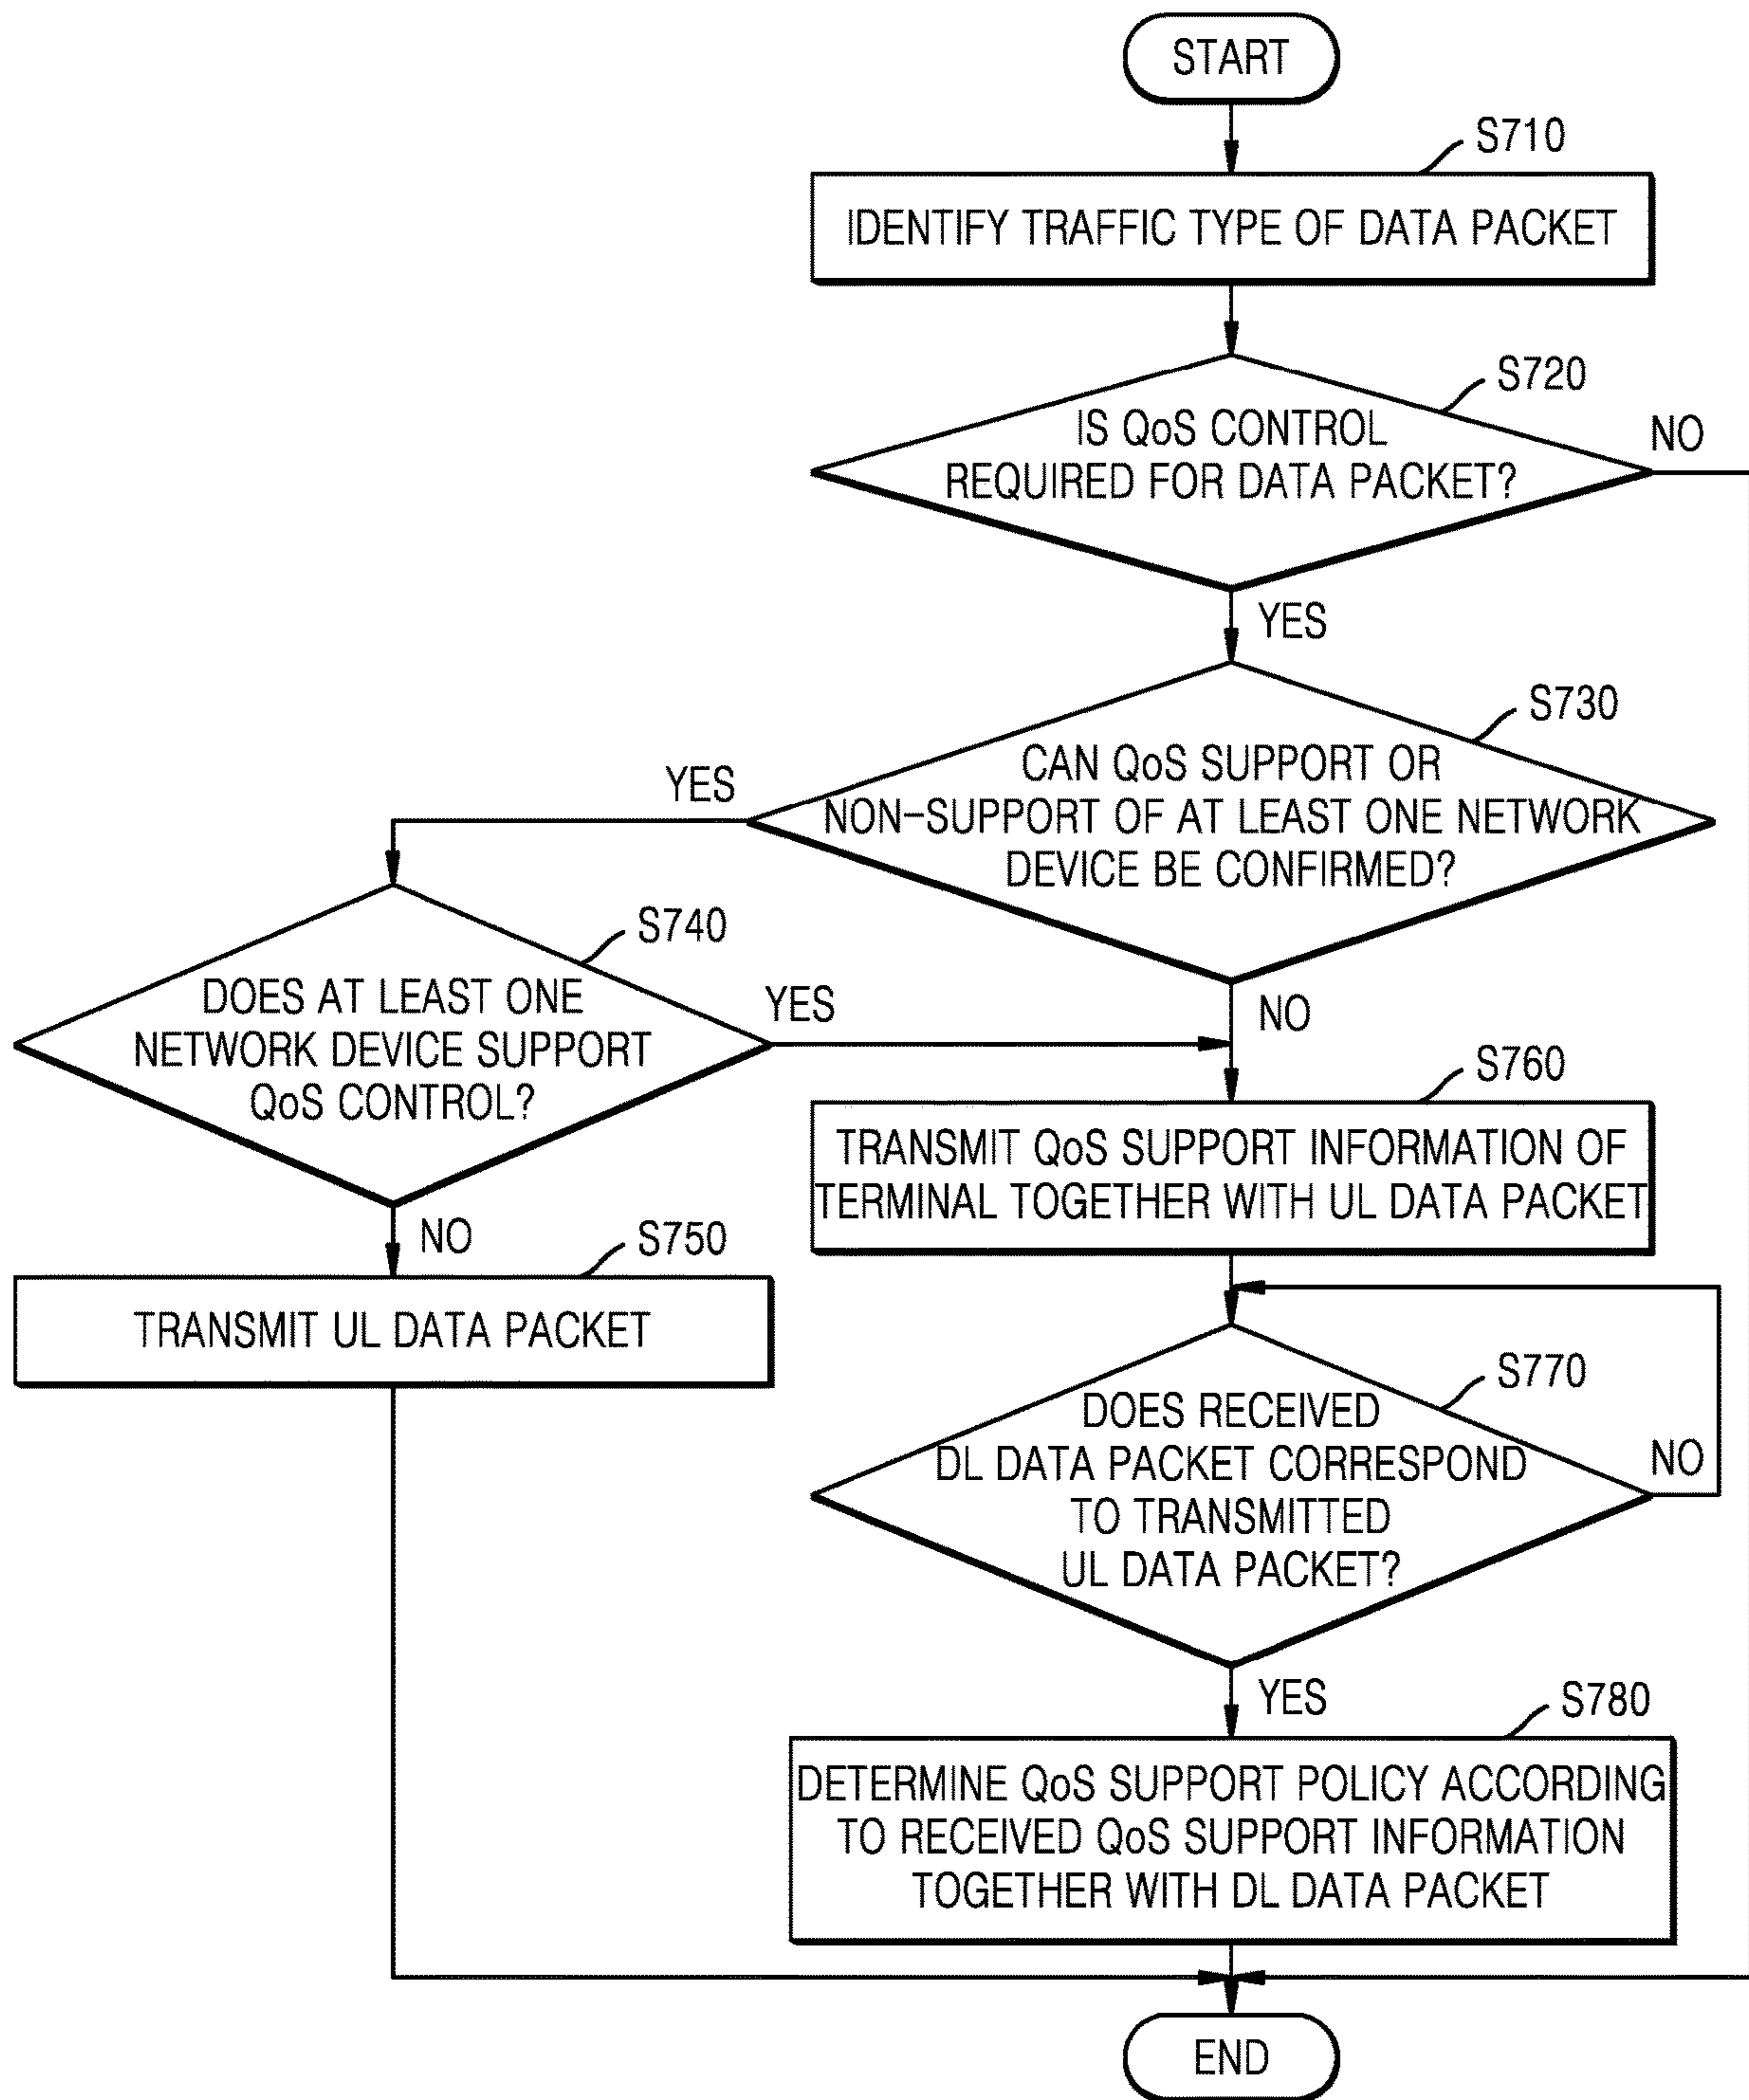 START
S710
IDENTIFY TRAFFIC TYPE OF DATA PACKET
S720
IS QoS CONTROL
REQUIRED FOR DATA PACKET?
NO
YES
S730
CAN QoS SUPPORT OR
NON-SUPPORT OF AT LEAST ONE NETWORK
DEVICE BE CONFIRMED?
YES
NO
S740
DOES AT LEAST ONE
NETWORK DEVICE SUPPORT
QoS CONTROL?
YES
NO
S750
TRANSMIT UL DATA PACKET
S760
TRANSMIT QoS SUPPORT INFORMATION OF
TERMINAL TOGETHER WITH UL DATA PACKET
S770
DOES RECEIVED
DL DATA PACKET CORRESPOND
TO TRANSMITTED
UL DATA PACKET?
NO
YES
S780
DETERMINE QoS SUPPORT POLICY ACCORDING
TO RECEIVED QoS SUPPORT INFORMATION
TOGETHER WITH DL DATA PACKET
END